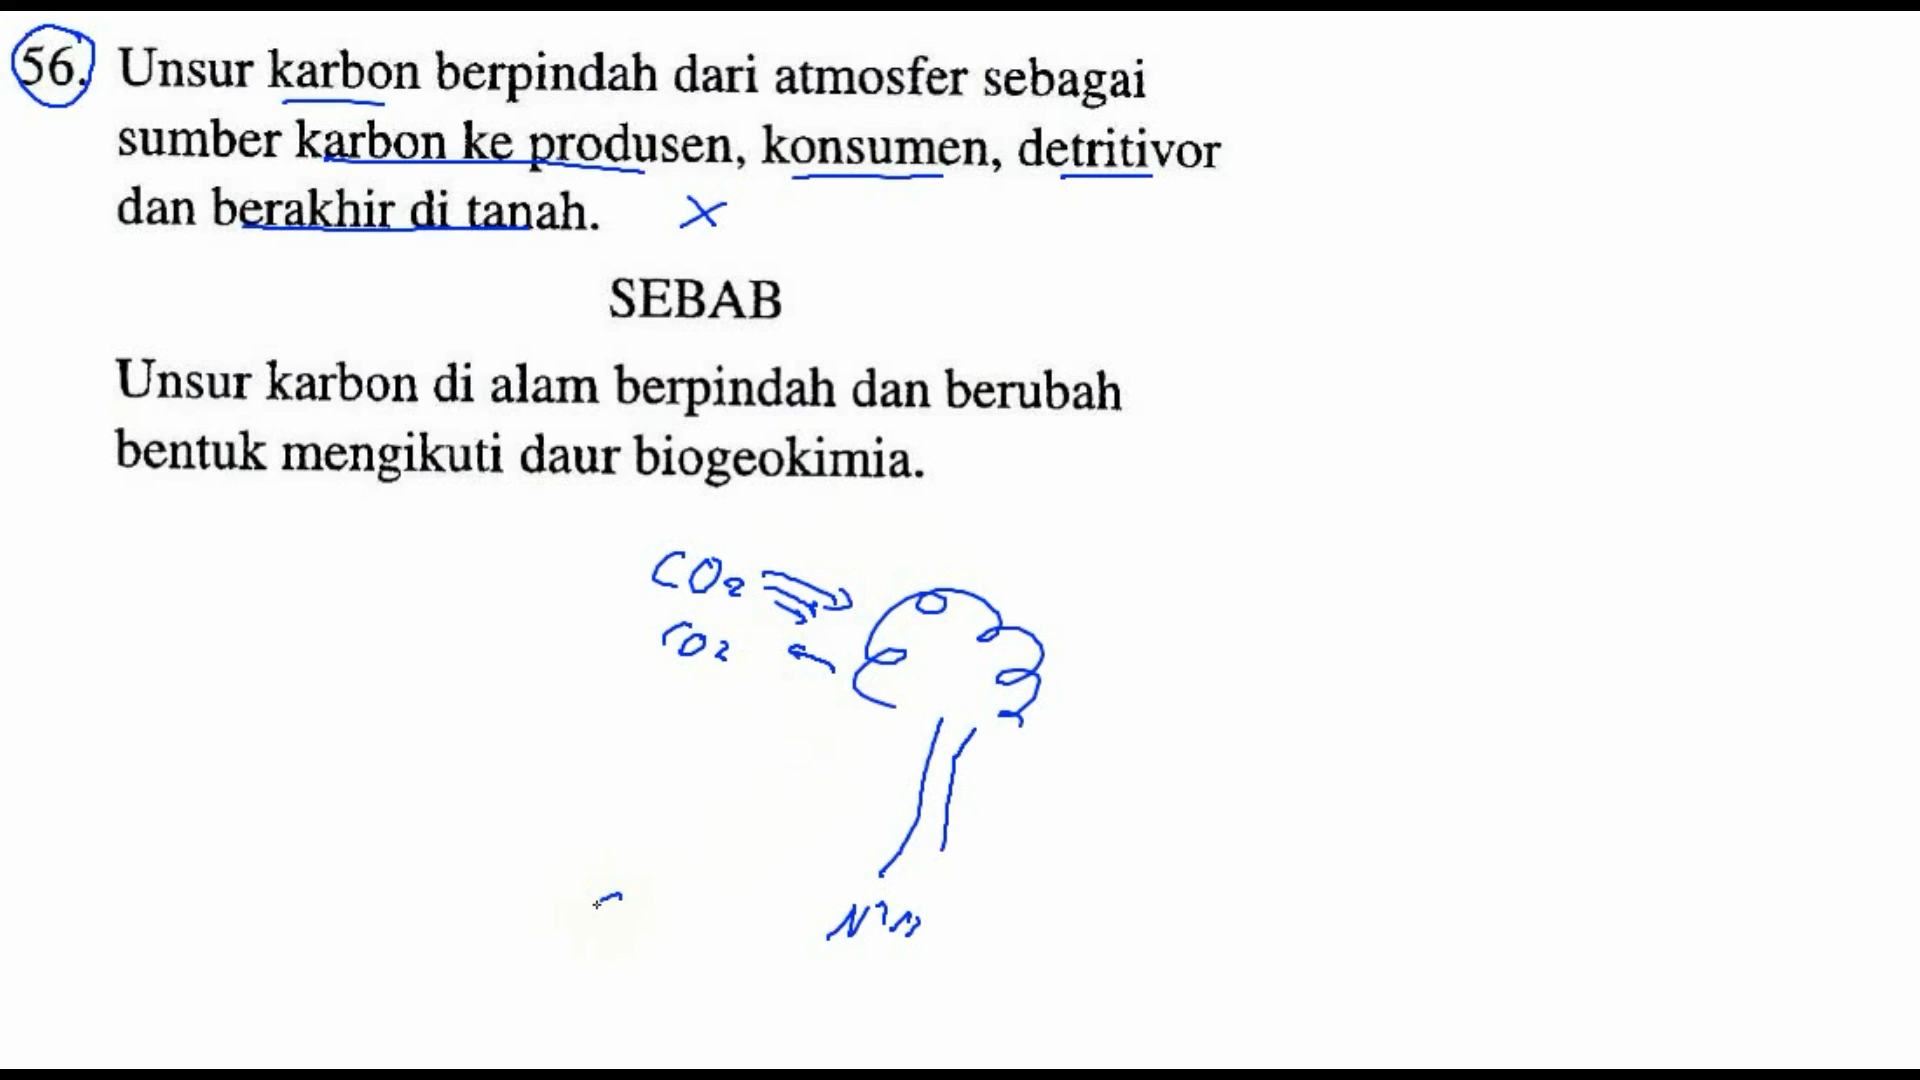 56. Unsur karbon berpindah dari atmosfer sebagai
sumber karbon ke produsen, konsumen, detritivor
dan berakhir di tanah. X
SEBAB
Unsur karbon di alam berpindah dan berubah
bentuk mengikuti daur biogeokimia.
CO2
CO2